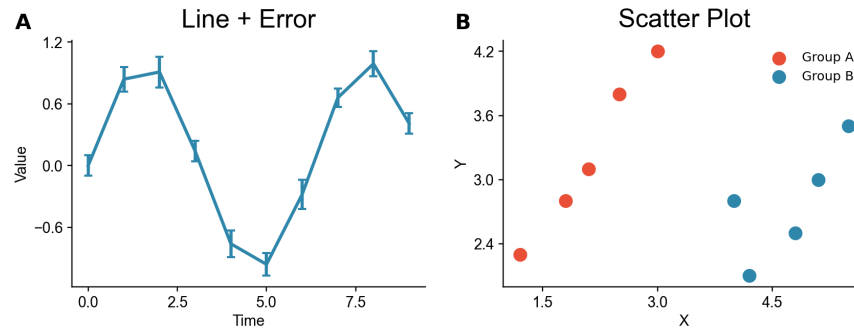 A
Line + Error
1.2
0.6
0.0
−0.6
Value
0.0
2.5
5.0
7.5
Time
B
Scatter Plot
4.2
3.6
3.0
2.4
Y
1.5
3.0
4.5
X
Group A
Group B